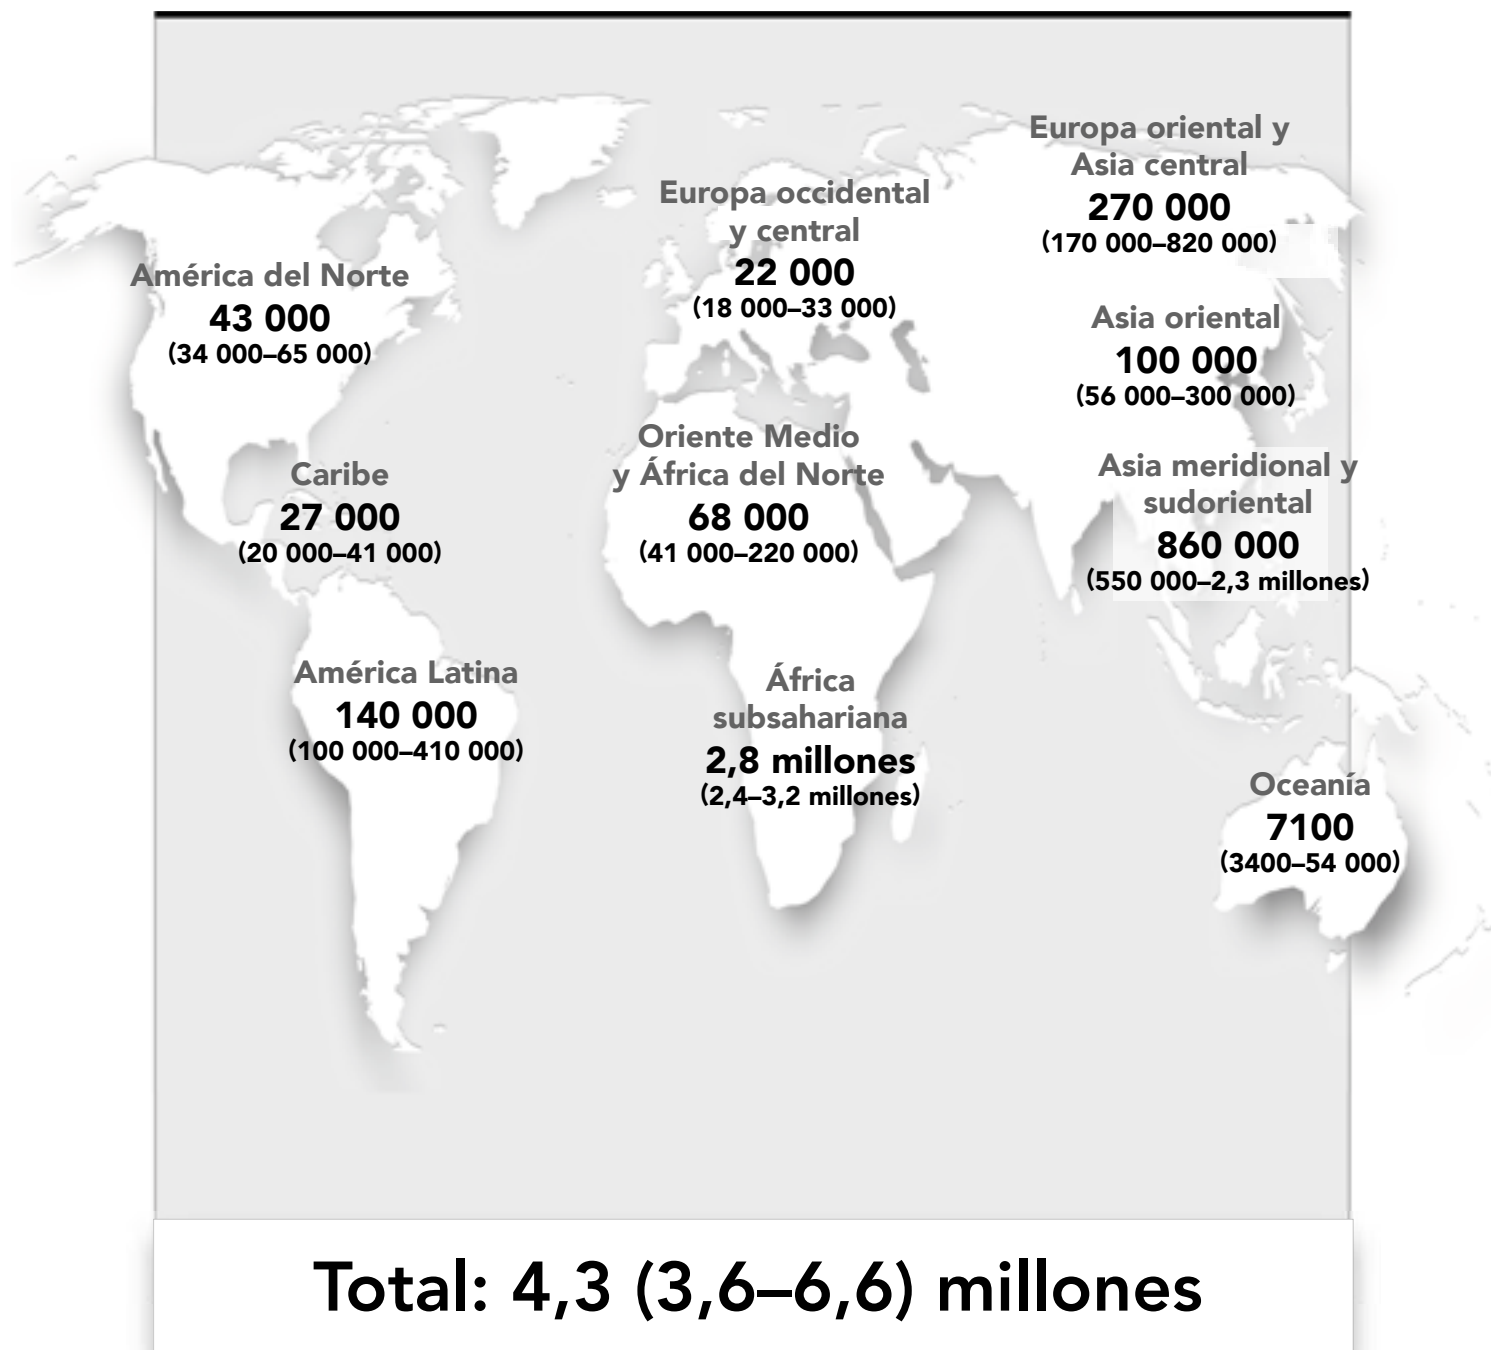 Europa oriental y
Asia central
270 000
(170 000–820 000)
Europa occidental
y central
22 000
(18 000–33 000)
América del Norte
43 000
(34 000–65 000)
Asia oriental
100 000
(56 000–300 000)
Oriente Medio
y África del Norte
68 000
(41 000–220 000)
Caribe
27 000
(20 000–41 000)
Asia meridional y
sudoriental
860 000
(550 000–2,3 millones)
América Latina
140 000
(100 000–410 000)
África
subsahariana
2,8 millones
(2,4–3,2 millones)
Oceanía
7100
(3400–54 000)
Total: 4,3 (3,6–6,6) millones